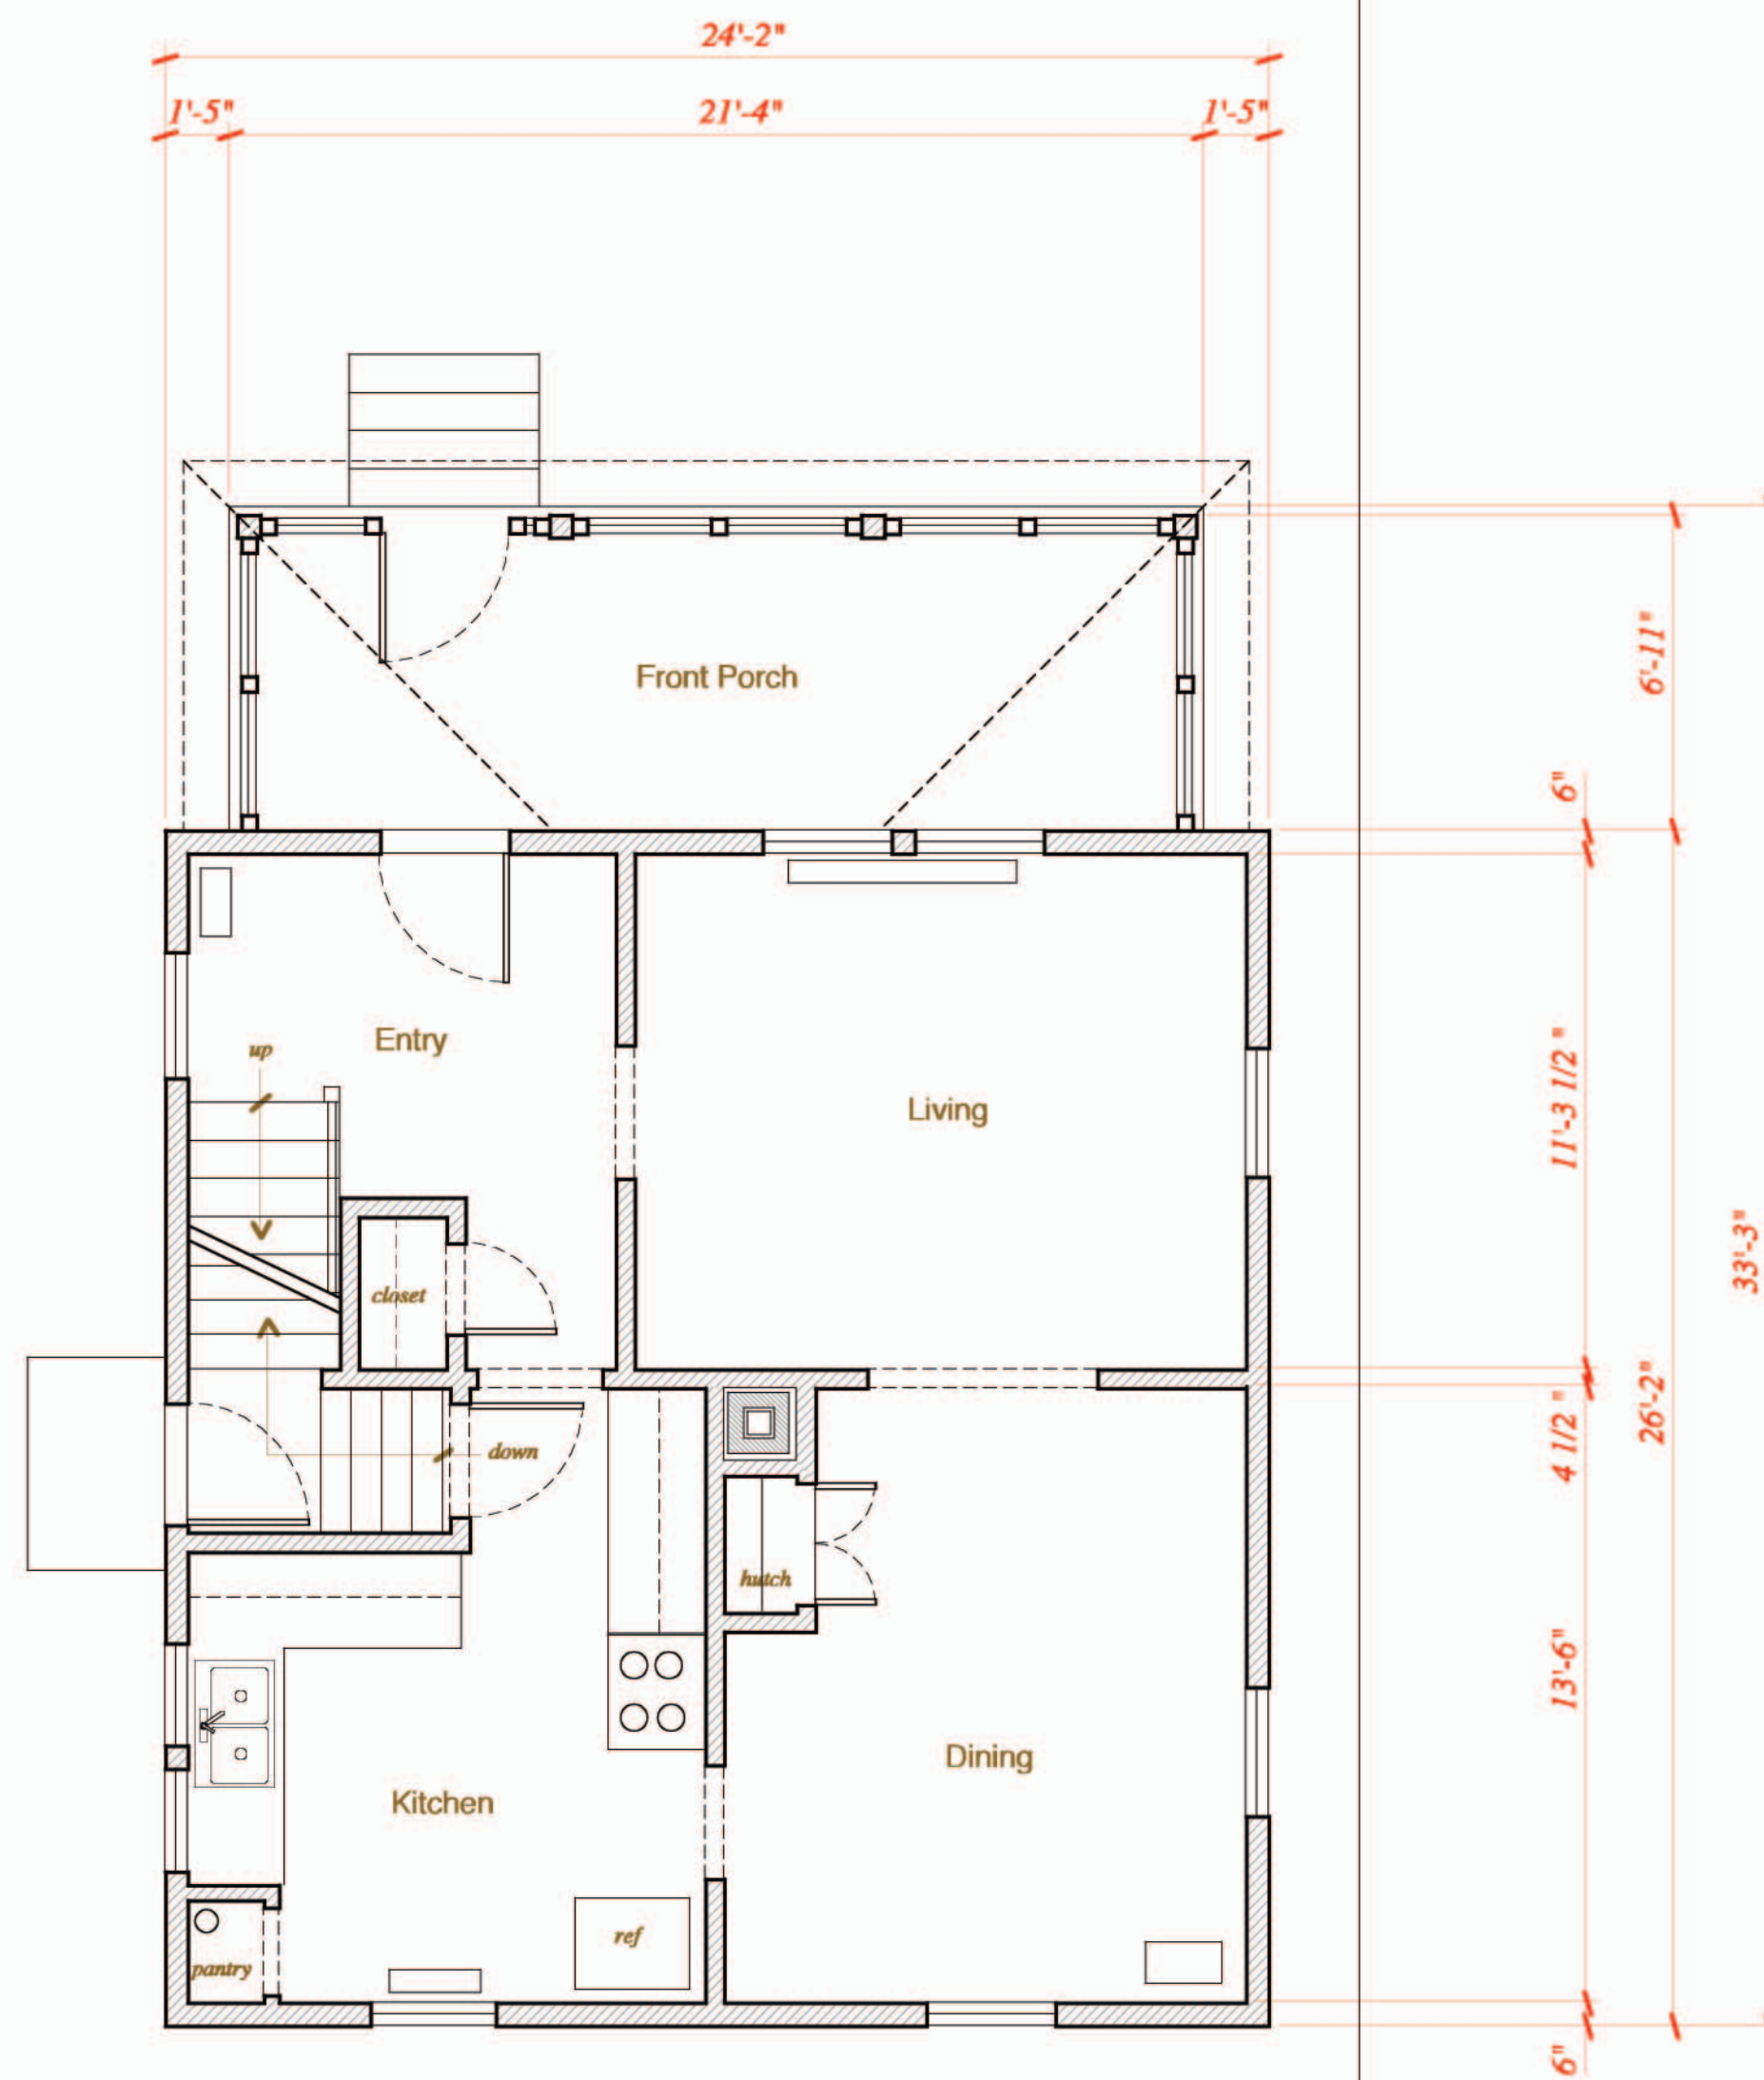 24'-2"
1'-5" 21'-4" 1'-5"
Front Porch
6'-11"
6"
Entry
up
Living
11'-3 1/2 "
33'-3"
closet
26'-2"
4 1/2 "
down
hutch
13'-6"
Dining
Kitchen
ref
pantry
6"